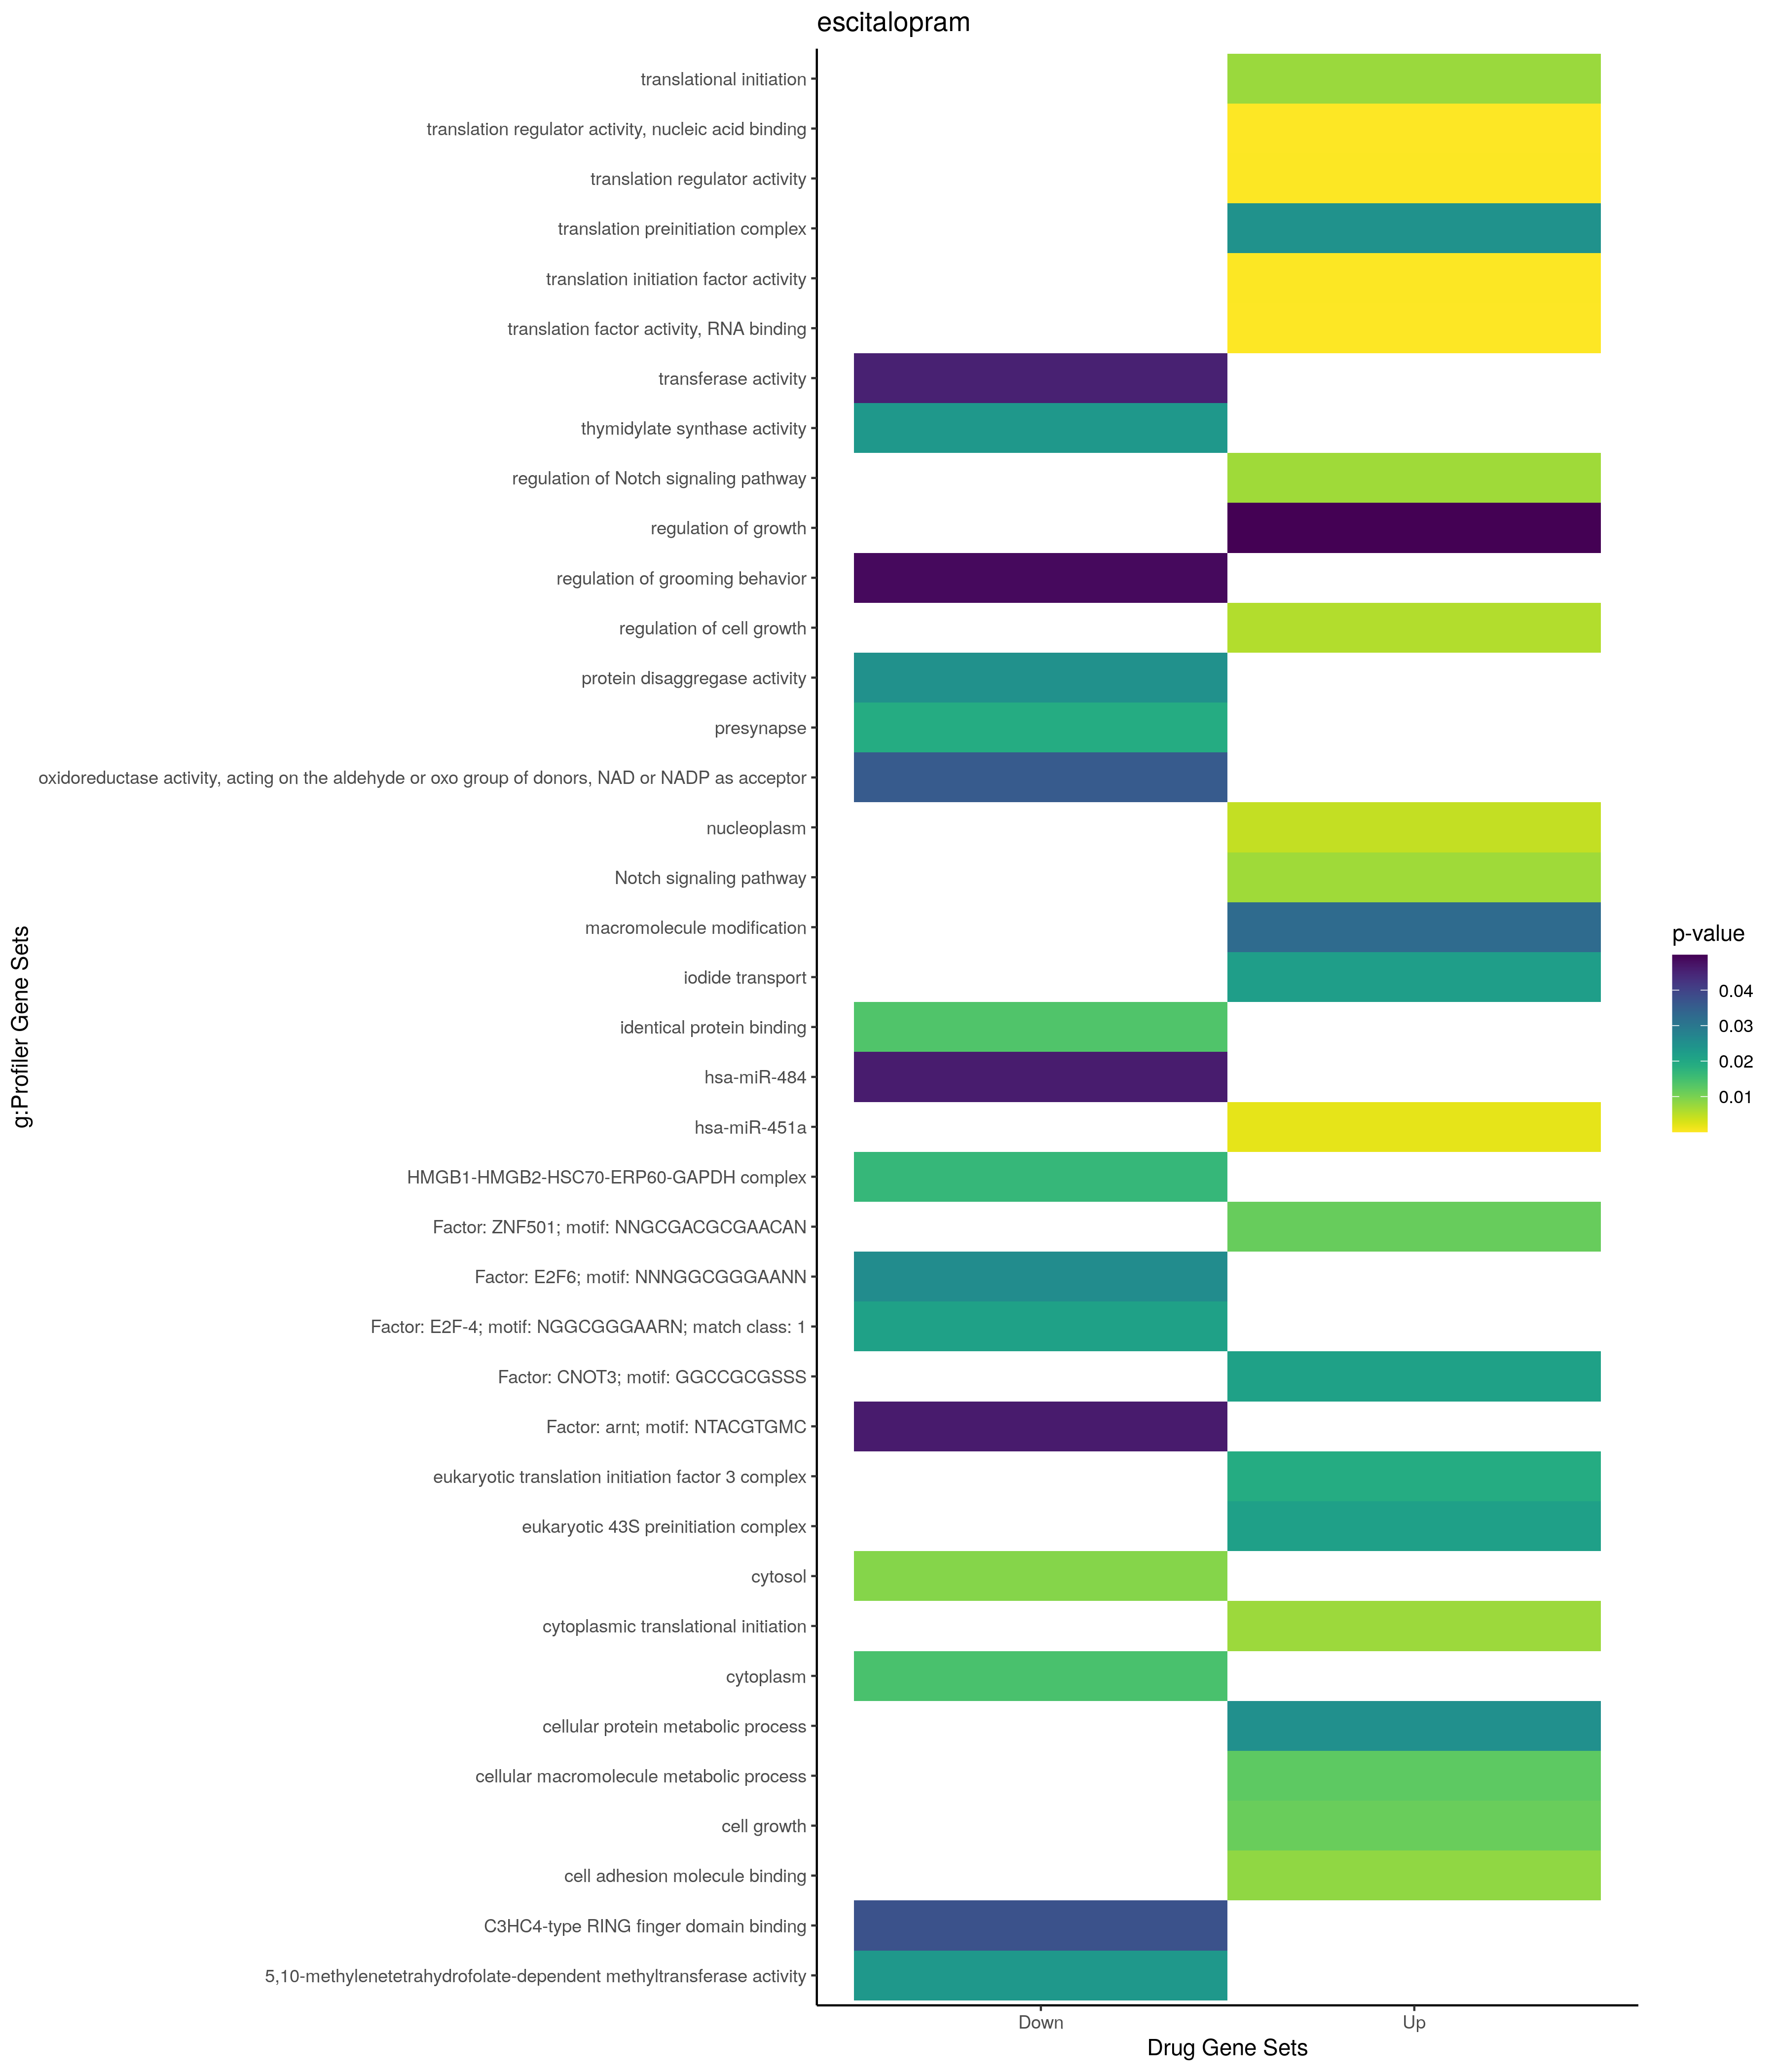 escitalopram
translational initiation
translation regulator activity, nucleic acid binding
translation regulator activity
translation preinitiation complex
translation initiation factor activity
translation factor activity, RNA binding
transferase activity
thymidylate synthase activity
regulation of Notch signaling pathway
regulation of growth
regulation of grooming behavior
regulation of cell growth
protein disaggregase activity
presynapse
oxidoreductase activity, acting on the aldehyde or oxo group of donors, NAD or NADP as acceptor
nucleoplasm
Notch signaling pathway
macromolecule modification
iodide transport
identical protein binding
hsa-miR-484
hsa-miR-451a
HMGB1-HMGB2-HSC70-ERP60-GAPDH complex
Factor: ZNF501; motif: NNGCGACGCGAACAN
Factor: E2F6; motif: NNNGGCGGGAANN
Factor: E2F-4; motif: NGGCGGGAARN; match class: 1
Factor: CNOT3; motif: GGCCGCGSSS
Factor: arnt; motif: NTACGTGMC
eukaryotic translation initiation factor 3 complex
eukaryotic 43S preinitiation complex
cytosol
cytoplasmic translational initiation
cytoplasm
cellular protein metabolic process
cellular macromolecule metabolic process
cell growth
cell adhesion molecule binding
C3HC4-type RING finger domain binding
5,10-methylenetetrahydrofolate-dependent methyltransferase activity
g:Profiler Gene Sets
Down
Up
Drug Gene Sets
p-value
0.04
0.03
0.02
0.01